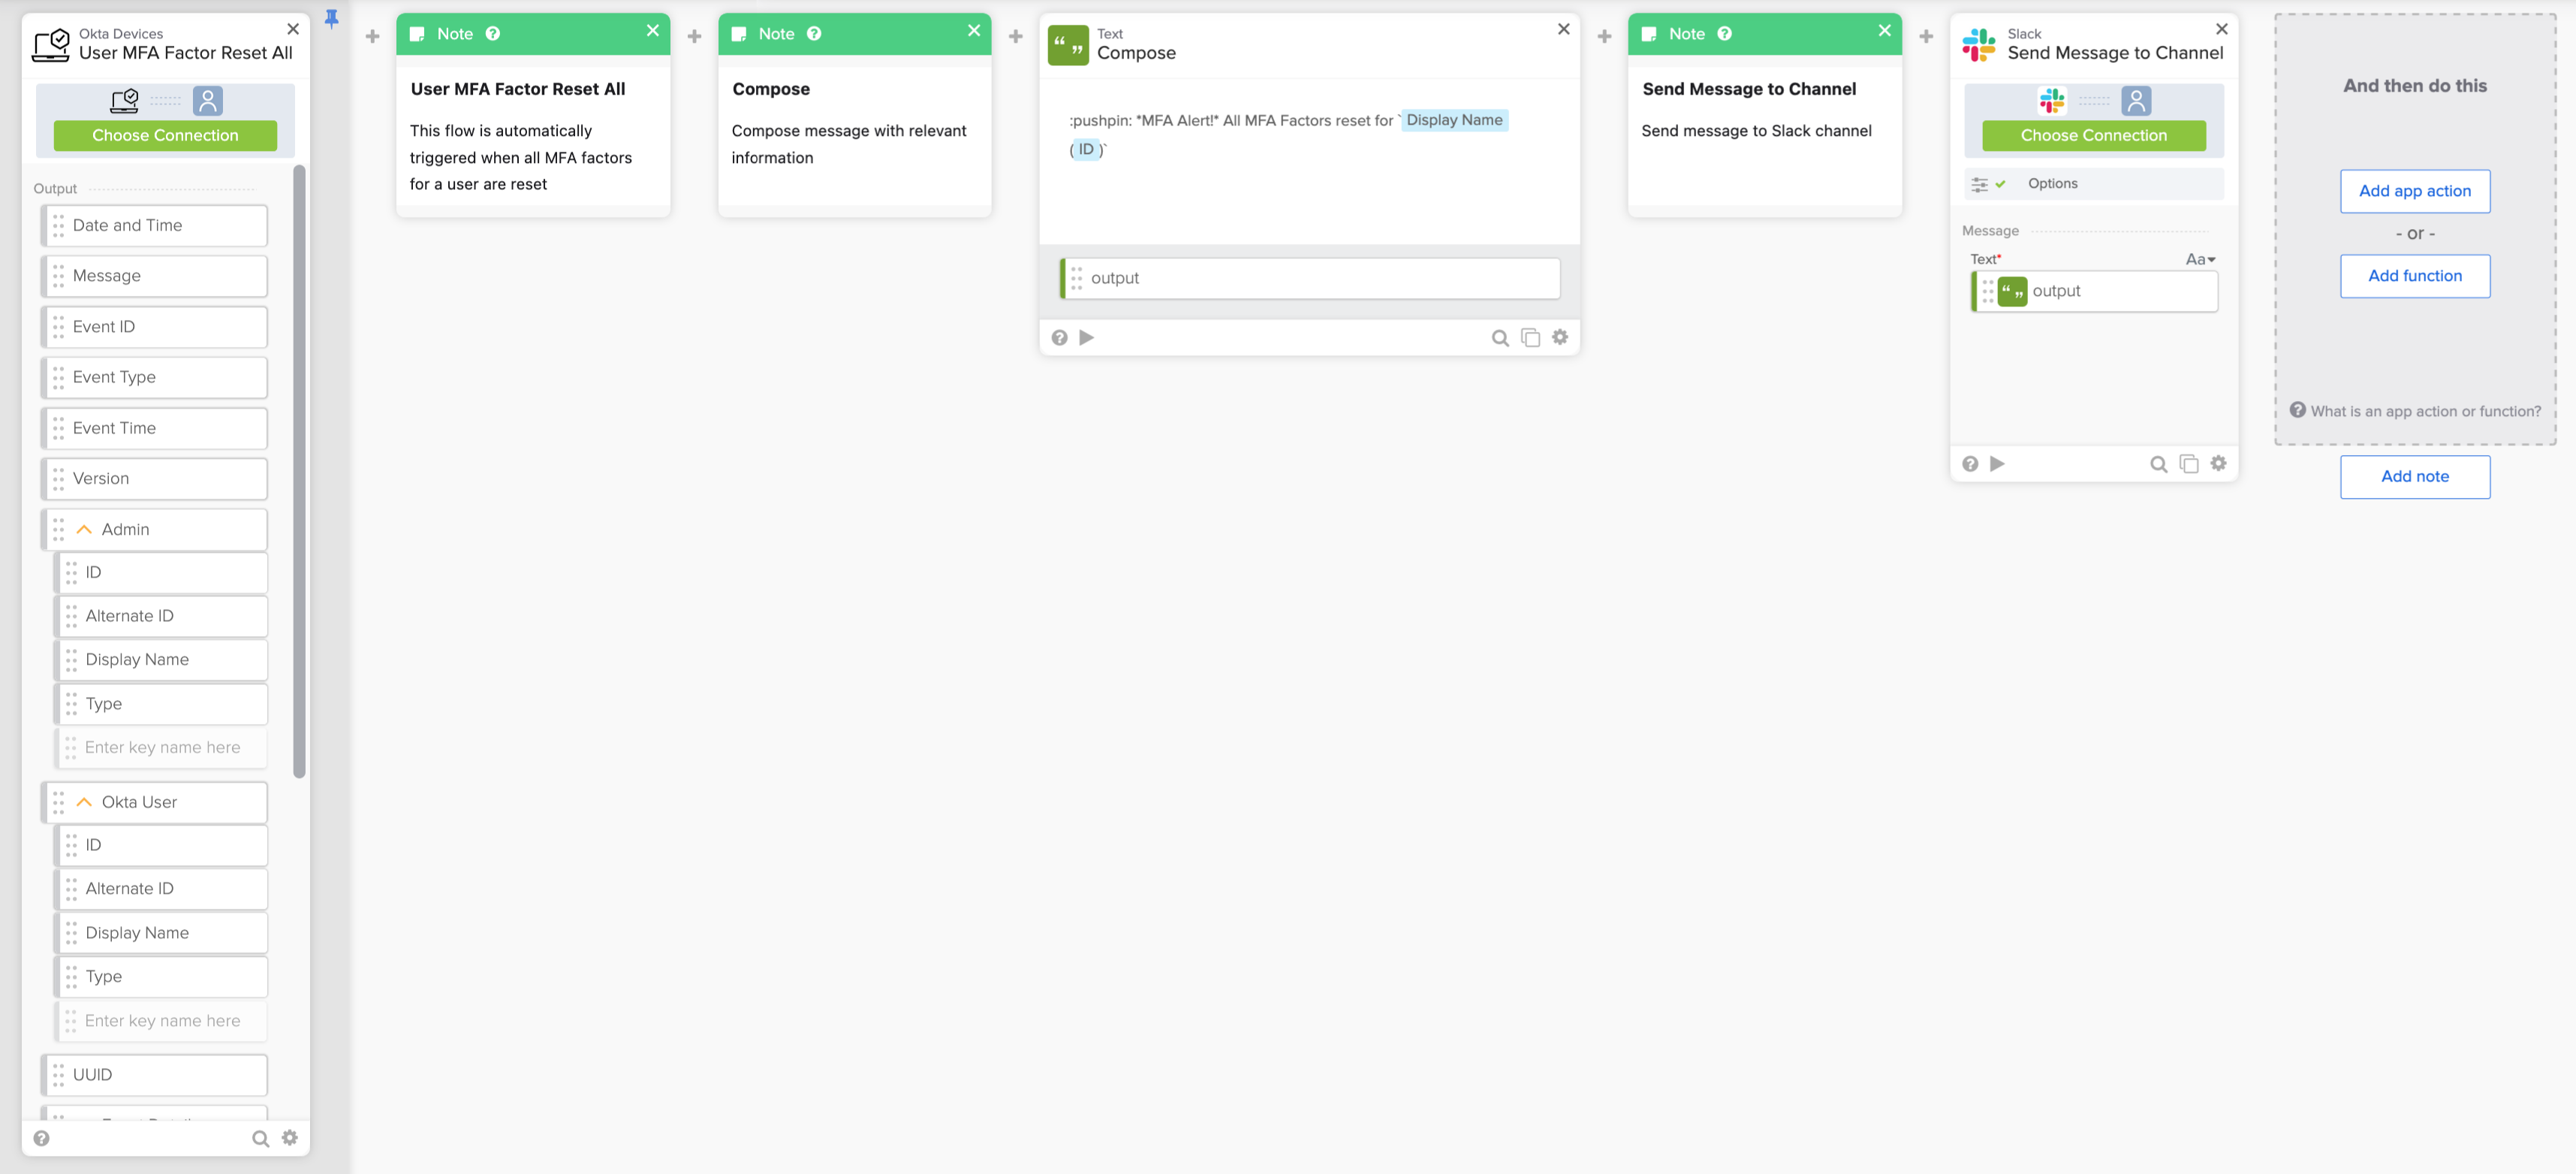 Okta Devices
User MFA Factor Reset All
Choose Connection
Output
Date and Time
Message
Event ID
Event Type
Event Time
Version
Admin
ID
Alternate ID
Display Name
Type
Enter key name here
Okta User
ID
Alternate ID
Display Name
Type
Enter key name here
UUID
Note
User MFA Factor Reset All
This flow is automatically
triggered when all MFA factors
for a user are reset
Note
Compose
Compose message with relevant
information
Text
Compose
:pushpin: *MFA Alert!* All MFA Factors reset for `Display Name
(ID)`
output
Note
Send Message to Channel
Send message to Slack channel
Slack
Send Message to Channel
Choose Connection
Options
Message
Text*
Aa
output
And then do this
Add app action
- or -
Add function
What is an app action or function?
Add note